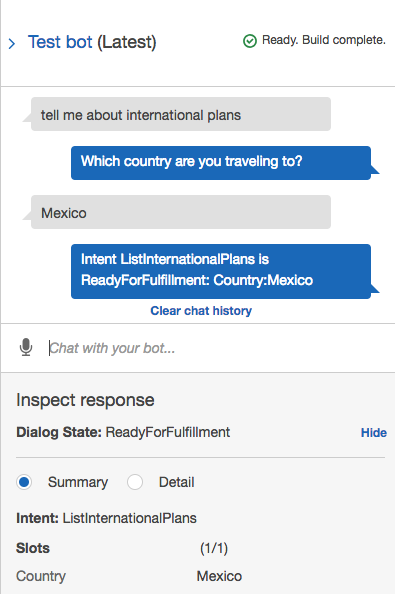 Test bot (Latest)
Ready. Build complete.
tell me about international plans
Which country are you traveling to?
Mexico
Intent ListInternationalPlans is
ReadyForFulfillment: Country:Mexico
Clear chat history
Chat with your bot...
Inspect response
Dialog State: ReadyForFulfillment
Hide
Summary
Detail
Intent: ListInternationalPlans
Slots (1/1)
Country Mexico